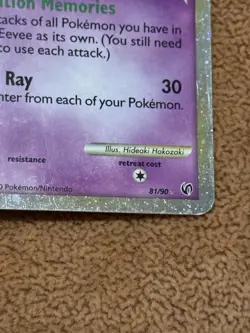 tion Memories
tacks of all Pokémon you have in
Eevee as its own. (You still need
to use each attack.)
Ray 30
nter from each of your Pokémon.
Illus. Hideaki Hakozaki
resistance
retreat cost
Pokémon/Nintendo
81/90